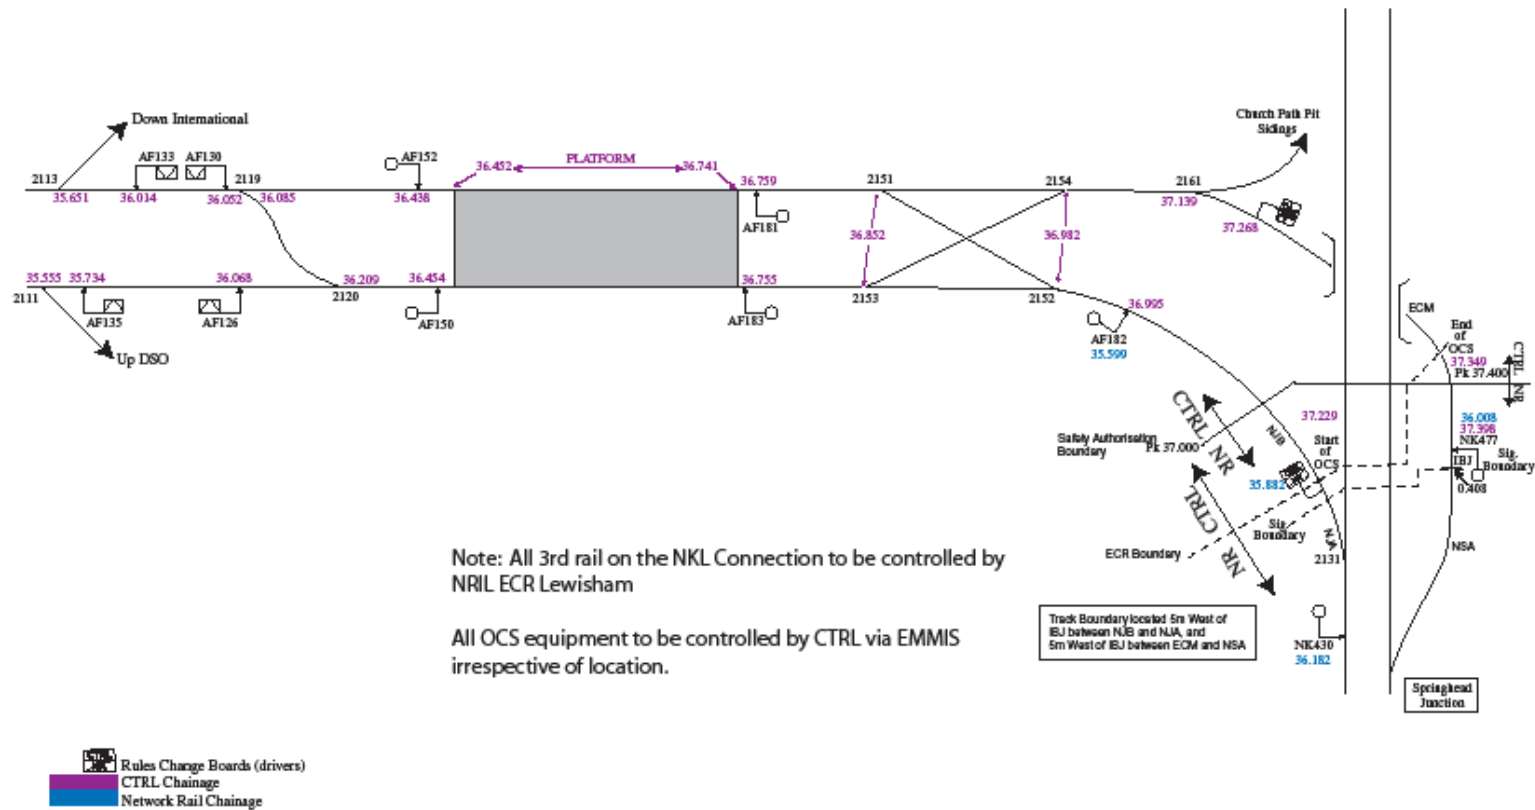 Down International
Church Path Pit
Sidings
AF133 AF130
AF152
36.452 PLATFORM 36.741
2113 2119 36.759 2151 2154 2161
35.651 36.014 36.052 36.085 36.438 37.139
AF181
36.852 36.982 37.268
35.555 35.734 36.068 36.209 36.454 36.755
2111 2120 2153 2152 36.995
AF135 AF126 AF150 AF183
Up DSO
AF182
35.599
ECM
End
of
OCS
37.349
Pk 37.400
CTRL NR
CTRL NR
37.229
NJB
Start
of
OCS
36.008
37.398
NK477
IBJ
Sig.
Boundary
0.408
Safety Authorisation
Boundary
Pk 37.000
35.882
CTRL
NR
Sig.
Boundary
ECR Boundary
NJA
2131
NSA
Note: All 3rd rail on the NKL Connection to be controlled by
NRIL ECR Lewisham
All OCS equipment to be controlled by CTRL via EMMIS
irrespective of location.
Track Boundary located 5m West of
IBJ between NJB and NJA, and
5m West of IBJ between ECM and NSA
NK430
36.182
Springhead
Junction
Rules Change Boards (drivers)
CTRL Chainage
Network Rail Chainage